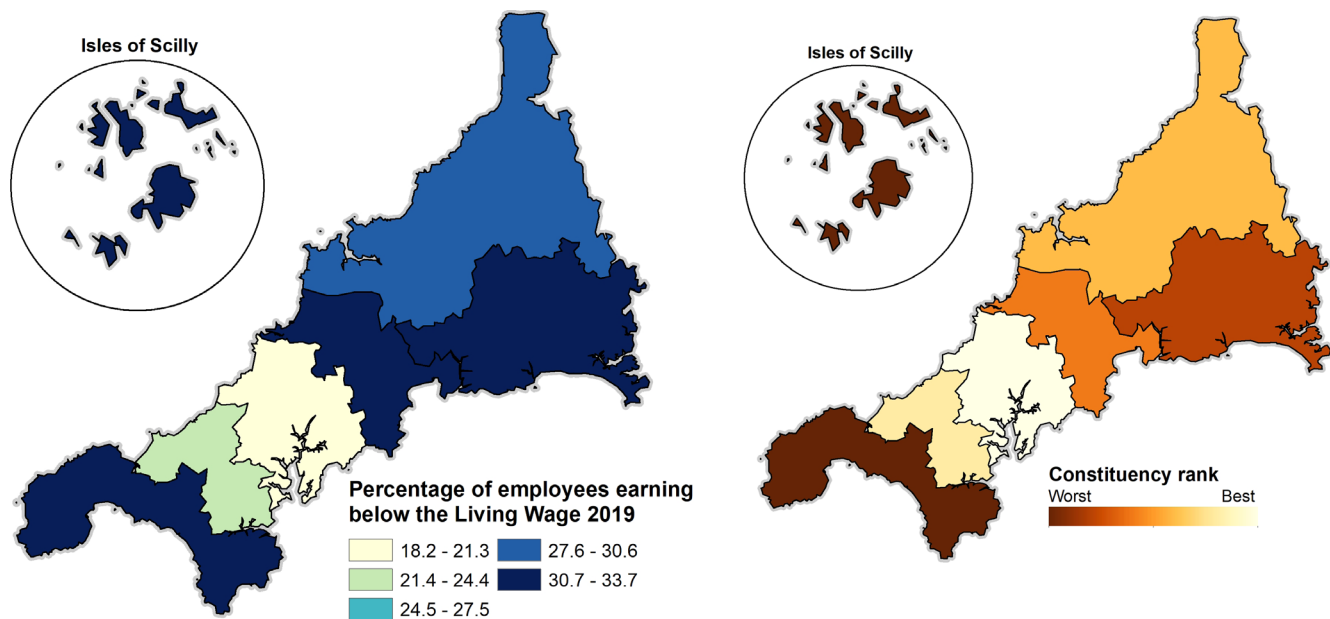 Isles of Scilly
Percentage of employees earning
below the Living Wage 2019
18.2 - 21.3
21.4 - 24.4
24.5 - 27.5
27.6 - 30.6
30.7 - 33.7
Isles of Scilly
Constituency rank
Worst Best